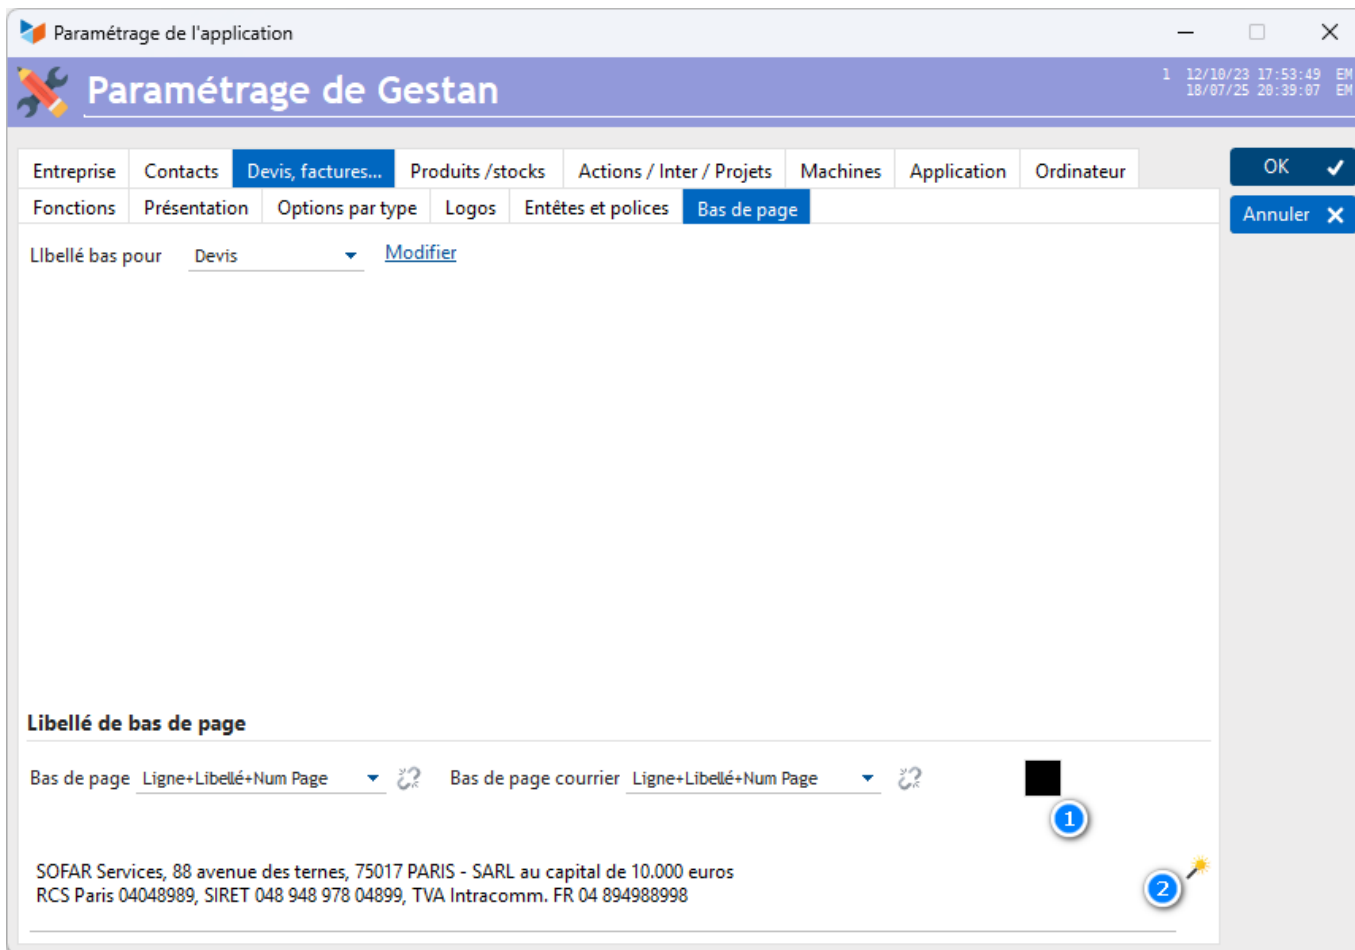 Paramétrage de l'application
Paramétrage de Gestan
1 12/10/23 17:53:49 EM
18/07/25 20:39:07 EM
Entreprise Contacts Devis, factures... Produits /stocks Actions / Inter / Projets Machines Application Ordinateur
OK
Fonctions Présentation Options par type Logos Entêtes et polices Bas de page
Annuler
LIbellé bas pour Devis Modifier
Libellé de bas de page
Bas de page Ligne+Libellé+Num Page Bas de page courrier Ligne+Libellé+Num Page
1
SOFAR Services, 88 avenue des ternes, 75017 PARIS - SARL au capital de 10.000 euros
RCS Paris 04048989, SIRET 048 948 978 04899, TVA Intracomm. FR 04 894988998
2